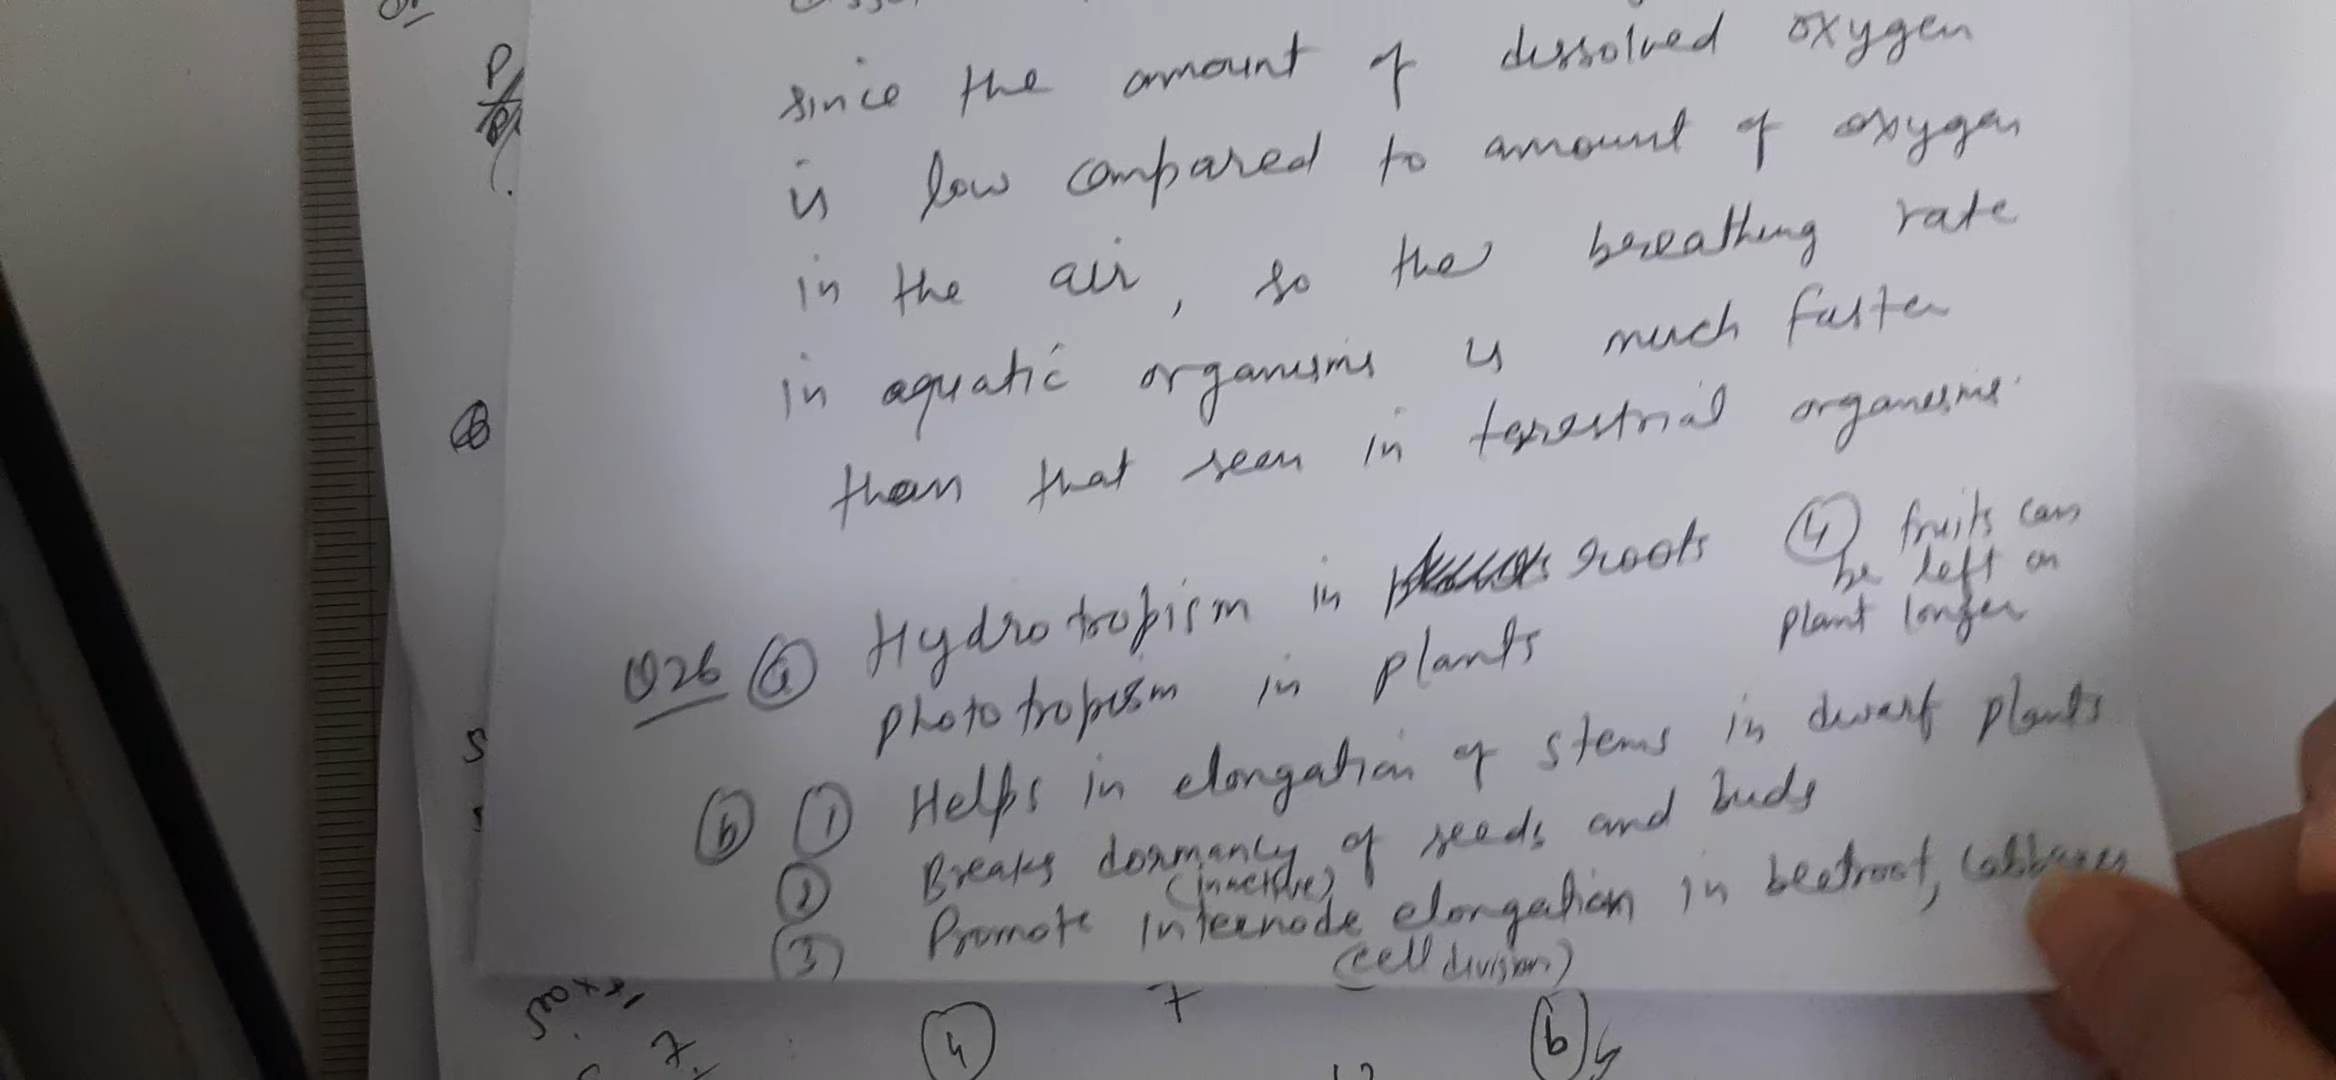 since the amount of dissolved oxygen
is low compared to amount of oxygen
in the air, so the breathing rate
in aquatic organisms is much faster
than that seen in terrestrial organisms.
Q26 (a) Hydrotropism in roots
phototropism in plants
(4) fruits can
be left on
plant longer
(b) (1) Helps in elongation of stems in dwarf plants
(2) Breaks dormancy of seeds and buds
(inactive)
(3) Promote internode elongation in beetroot,
(cell division)
(4)
7
(b)